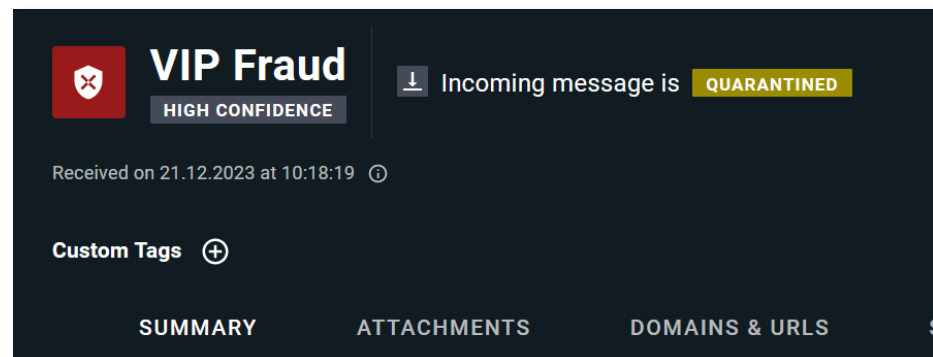 VIP Fraud
HIGH CONFIDENCE
Incoming message is QUARANTINED
Received on 21.12.2023 at 10:18:19
Custom Tags
SUMMARY ATTACHMENTS DOMAINS & URLS